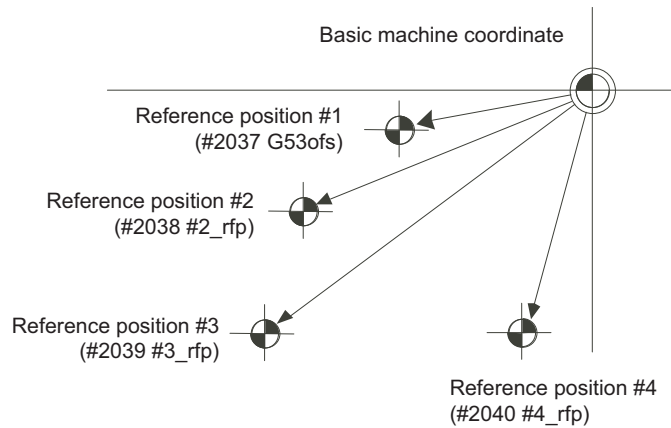 Basic machine coordinate
Reference position #1
(#2037 G53ofs)
Reference position #2
(#2038 #2_rfp)
Reference position #3
(#2039 #3_rfp)
Reference position #4
(#2040 #4_rfp)